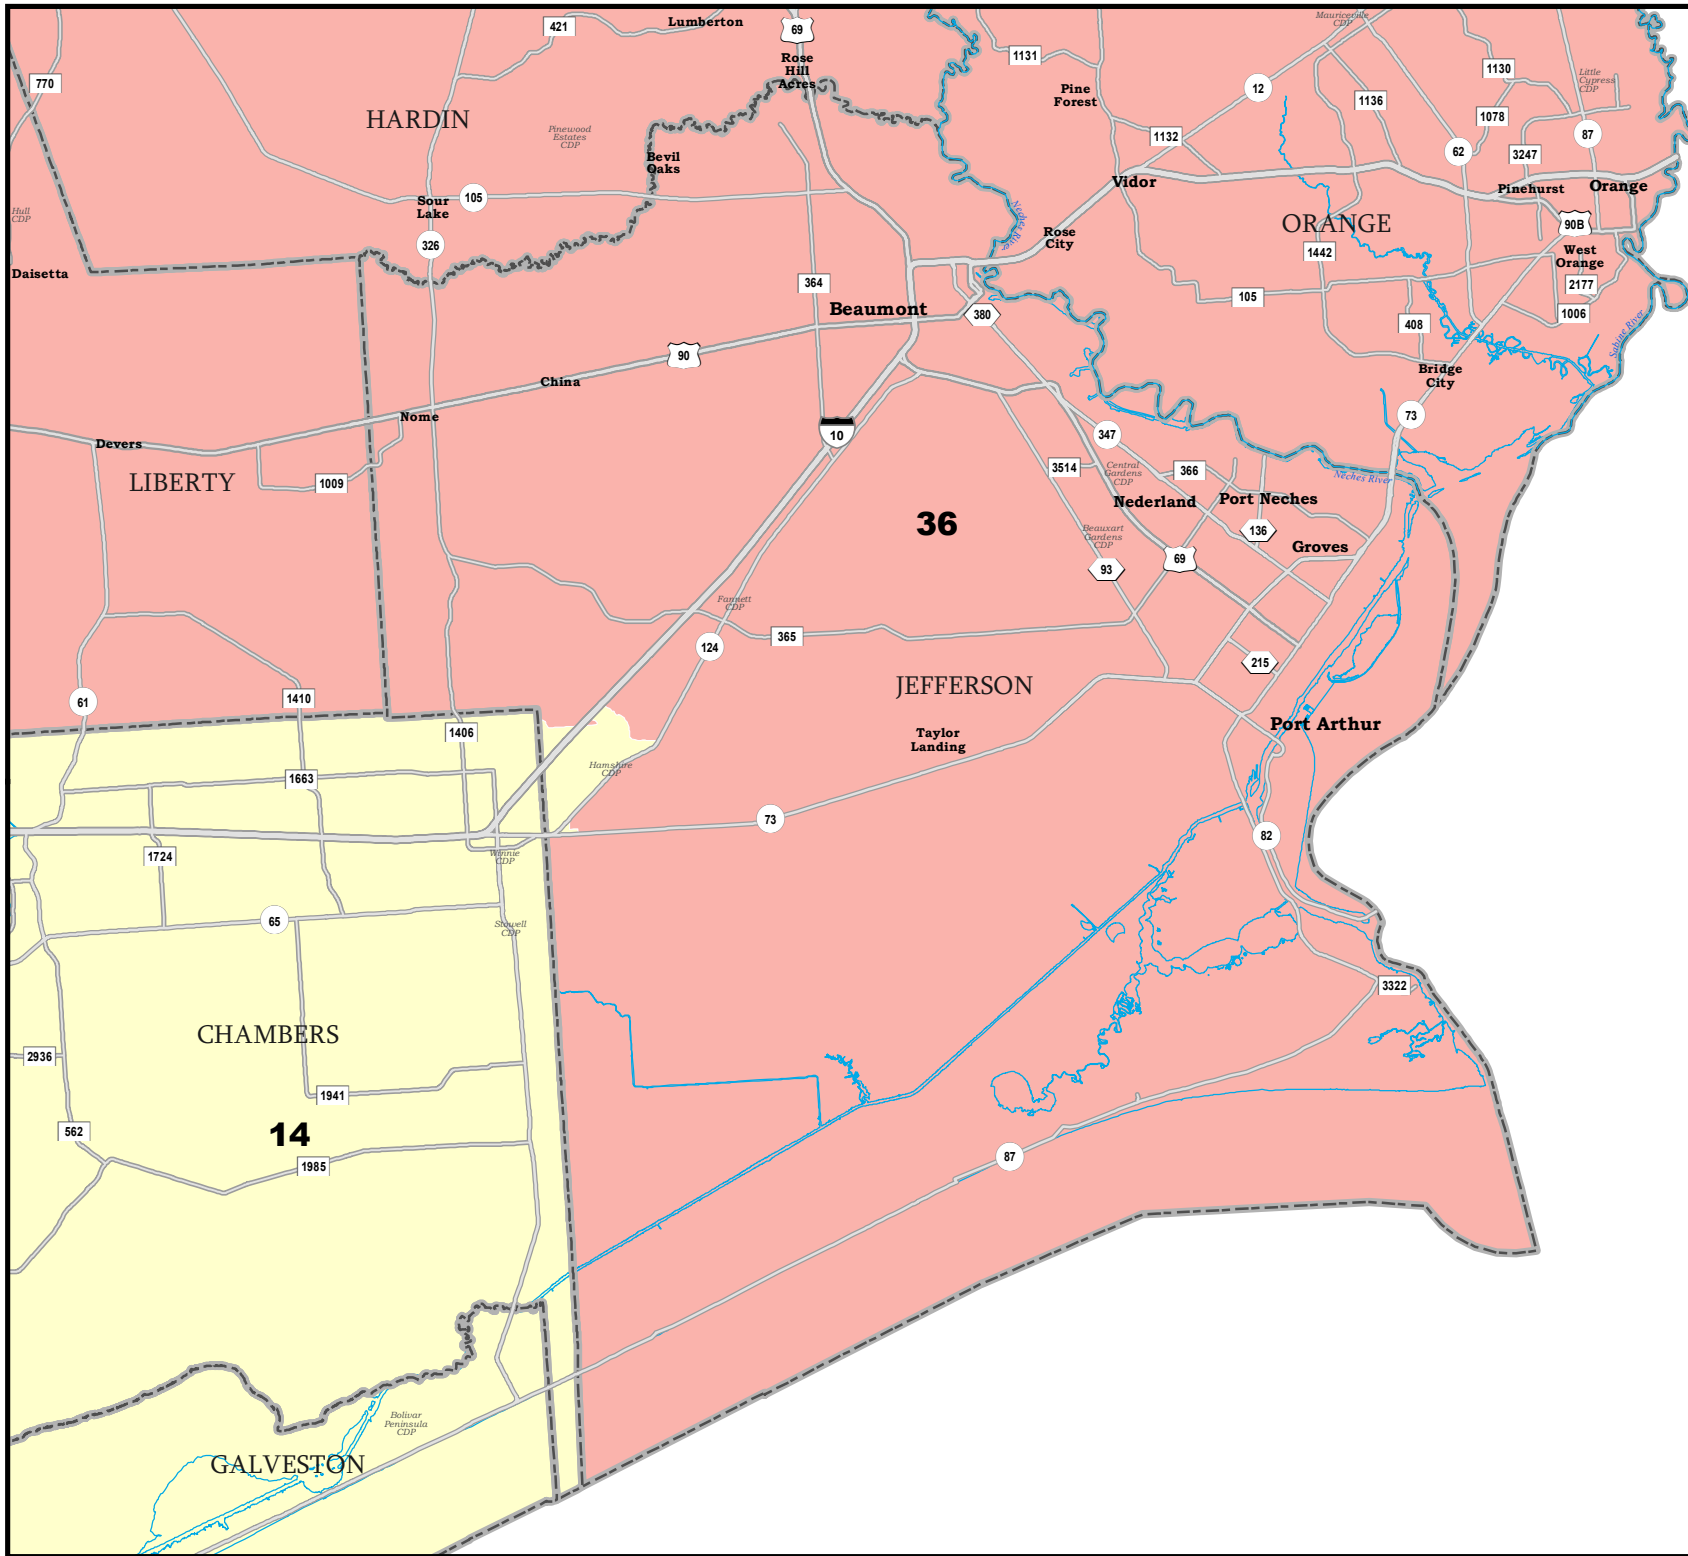 421
Lumberton
69
Rose
Hill
Acres
1131
Mauriceville
CDP
770
12
1130
Little
Cypress
CDP
Pine
Forest
1136
1078
HARDIN
Pinewood
Estates
CDP
1132
62
87
3247
Bevil
Oaks
Vidor
Pinehurst
Orange
Sour
Lake
105
Hull
CDP
Neches River
ORANGE
90B
326
Rose
City
1442
West
Orange
Daisetta
364
2177
105
Beaumont
380
1006
408
Sabine River
90
China
Bridge
City
Nome
73
Devers
10
347
LIBERTY
1009
3514
Central
Gardens
CDP
366
Neches River
Nederland
Port Neches
36
Beauxart
Gardens
CDP
136
Groves
69
93
Fannett
CDP
365
124
215
JEFFERSON
61
1410
Port Arthur
1406
Taylor
Landing
1663
Hamshire
CDP
73
82
1724
Winnie
CDP
65
Stowell
CDP
3322
CHAMBERS
2936
1941
562
14
1985
87
Bolivar
Peninsula
CDP
GALVESTON